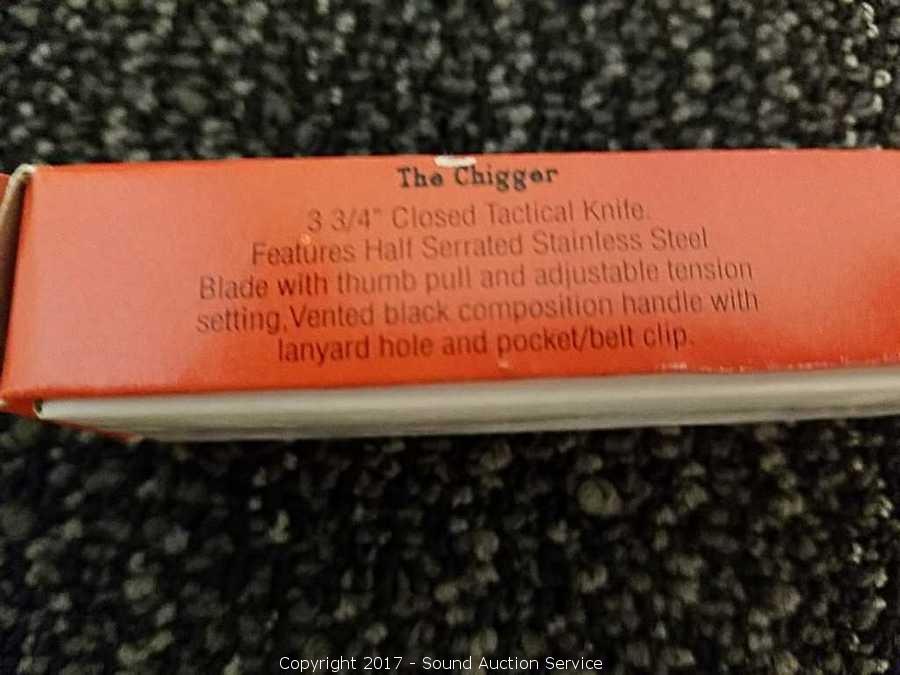 The Chigger
3 3/4" Closed Tactical Knife.
Features Half Serrated Stainless Steel
Blade with thumb pull and adjustable tension
setting,Vented black composition handle with
lanyard hole and pocket/belt clip.
Copyright 2017 - Sound Auction Service